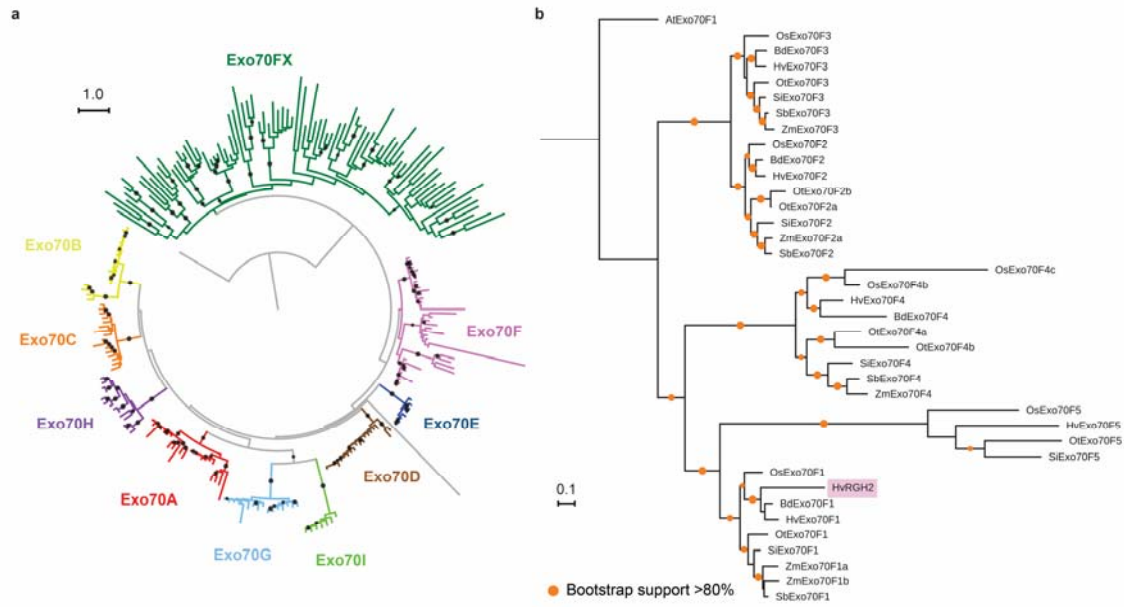 a
Exo70FX
1.0
Exo70B
Exo70C
Exo70F
Exo70H
Exo70E
Exo70D
Exo70A
Exo70G
Exo70I
b
AtExo70F1
OsExo70F3
BdExo70F3
HvExo70F3
OtExo70F3
SiExo70F3
SbExo70F3
ZmExo70F3
OsExo70F2
BdExo70F2
HvExo70F2
OtExo70F2b
OtExo70F2a
SiExo70F2
ZmExo70F2a
SbExo70F2
OsExo70F4c
OsExo70F4b
HvExo70F4
BdExo70F4
OtExo70F4a
OtExo70F4b
SiExo70F4
SbExo70F4
ZmExo70F4
OsExo70F5
HvExo70F5
OtExo70F5
SiExo70F5
0.1
OsExo70F1
HvRGH2
BdExo70F1
HvExo70F1
OtExo70F1
SiExo70F1
ZmExo70F1a
ZmExo70F1b
SbExo70F1
Bootstrap support >80%